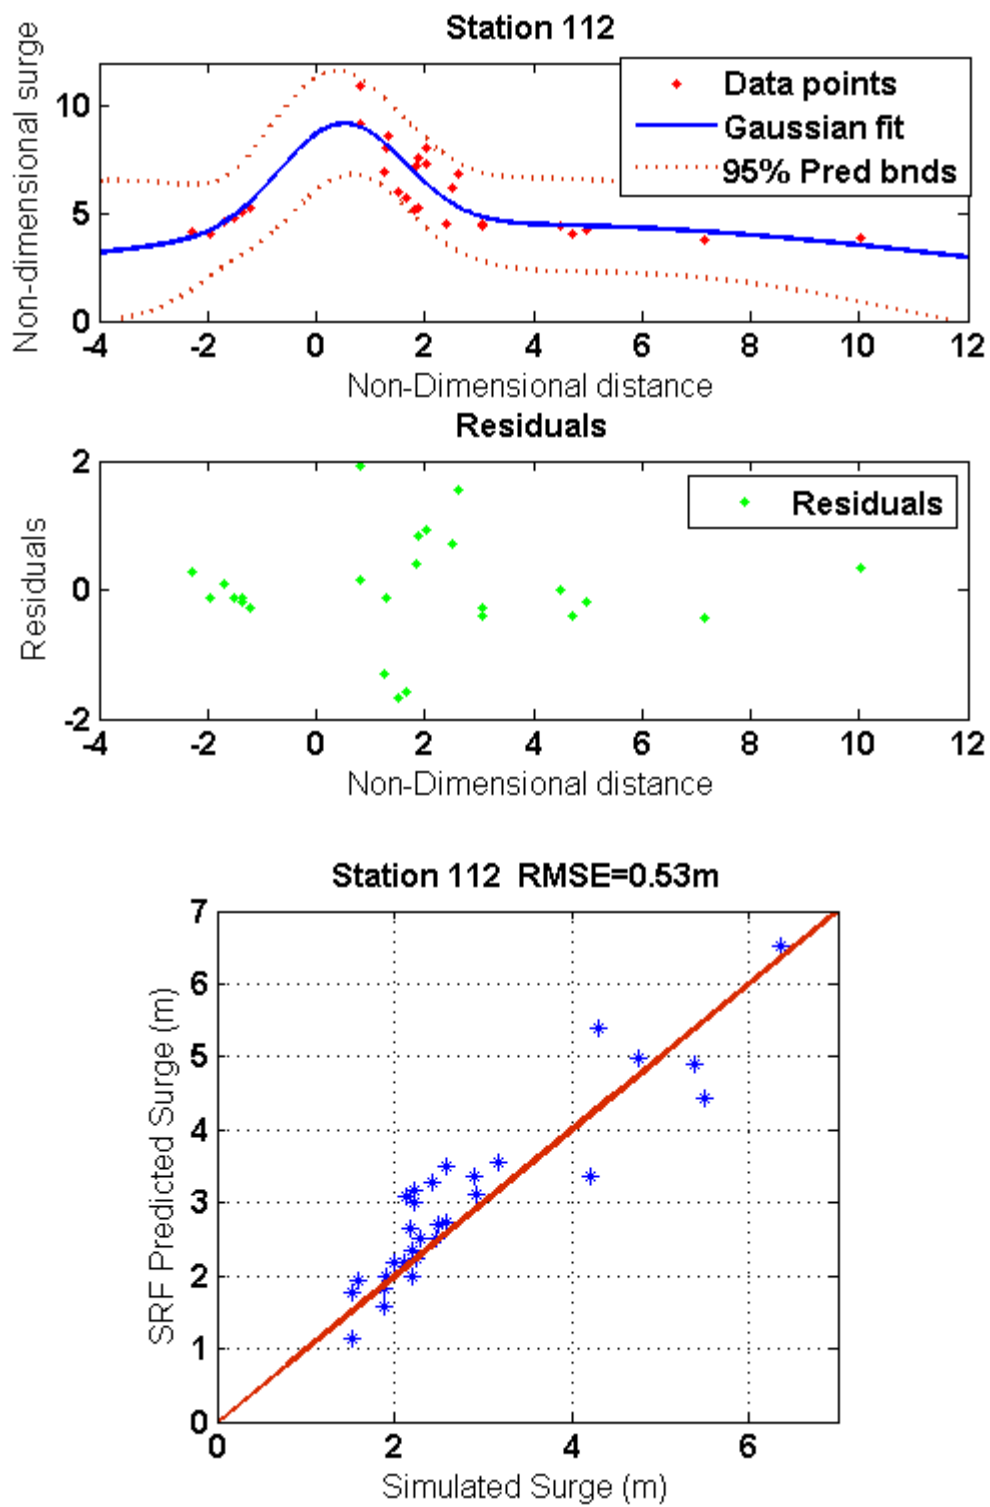 Station 112
Non-dimensional surge
10
5
0
Data points
Gaussian fit
95% Pred bnds
-4 -2 0 2 4 6 8 10 12
Non-Dimensional distance
Residuals
Residuals
2
0
-2
Residuals
-4 -2 0 2 4 6 8 10 12
Non-Dimensional distance
Station 112 RMSE=0.53m
SRF Predicted Surge (m)
7
6
5
4
3
2
1
0
0 2 4 6
Simulated Surge (m)